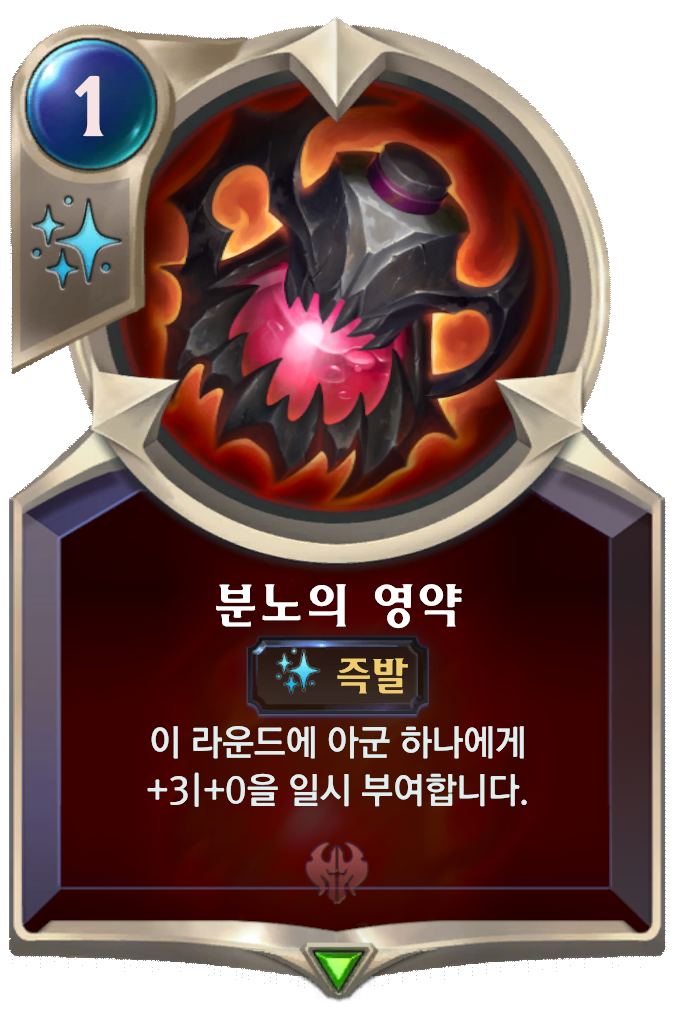 1
분노의 영약
즉발
이 라운드에 아군 하나에게
+3|+0을 일시 부여합니다.